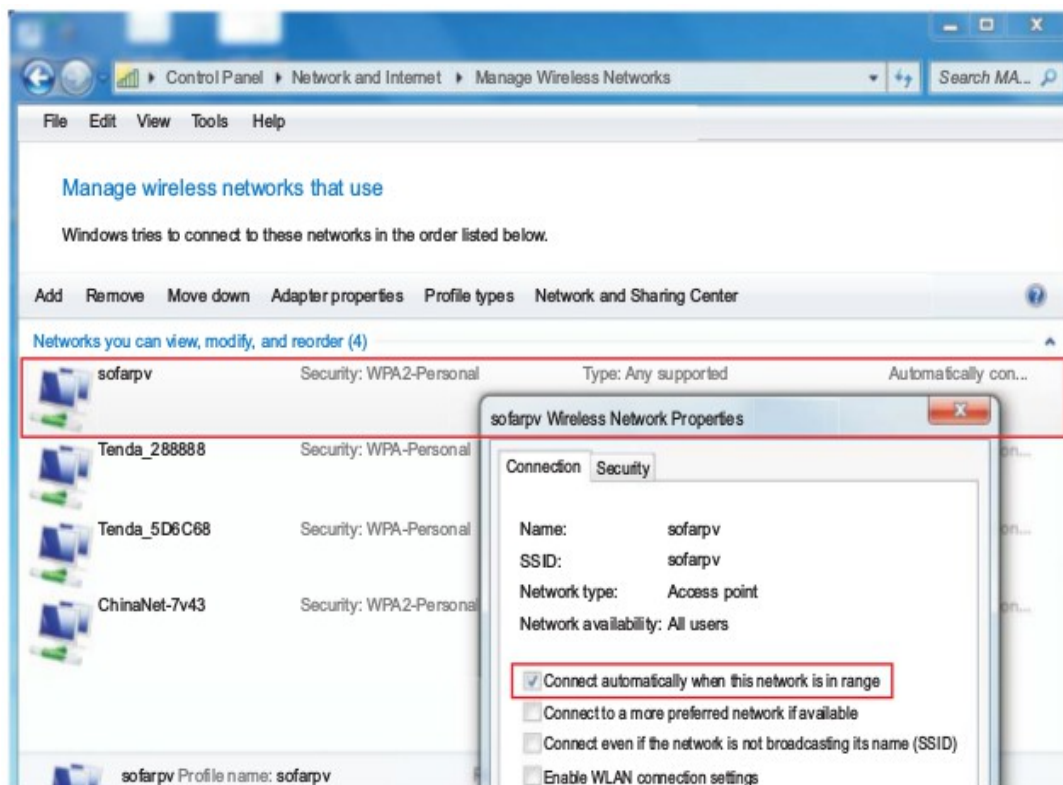 Control Panel Network and Internet Manage Wireless Networks Search MA...
File Edit View Tools Help
Manage wireless networks that use
Windows tries to connect to these networks in the order listed below.
Add Remove Move down Adapter properties Profile types Network and Sharing Center
Networks you can view, modify, and reorder (4)
sofarpv Security: WPA2-Personal Type: Any supported Automatically con...
Tenda_288888 Security: WPA-Personal on...
Tenda_5D6C68 Security: WPA-Personal on...
ChinaNet-7v43 Security: WPA2-Personal on...
sofarpv Wireless Network Properties
Connection Security
Name: sofarpv
SSID: sofarpv
Network type: Access point
Network availability: All users
Connect automatically when this network is in range
Connect to a more preferred network if available
Connect even if the network is not broadcasting its name (SSID)
Enable WLAN connection settings
sofarpv Profile name: sofarpv